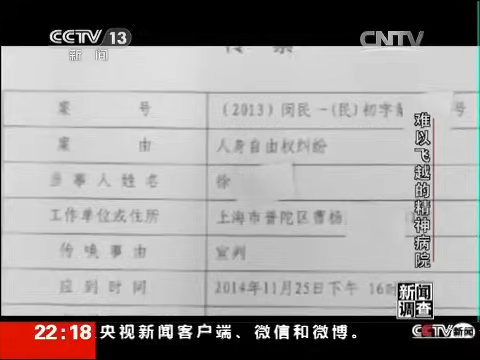 CCTV 13
新闻
CNTV
传 票
案 号 (2013)闵民一(民)初字第 号
案 由 人身自由权纠纷
当事人姓名 徐
工作单位或住所 上海市普陀区曹杨
传唤事由 宣判
应到时间 2014年11月25日下午 16时
难以飞越的精神病院
新闻
调查
22:18 央视新闻客户端、微信和微博。
CCTV新闻